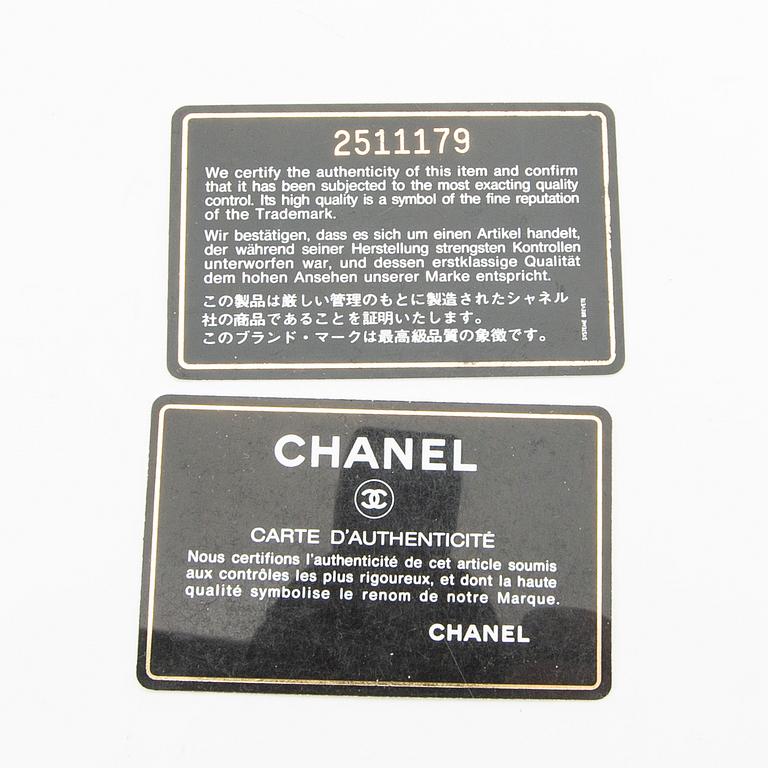 2511179
We certify the authenticity of this item and confirm
that it has been subjected to the most exacting quality
control. Its high quality is a symbol of the fine reputation
of the Trademark.
Wir bestätigen, dass es sich um einen Artikel handelt,
der während seiner Herstellung strengsten Kontrollen
unterworfen war, und dessen erstklassige Qualität
dem hohen Ansehen unserer Marke entspricht.
この製品は厳しい管理のもとに製造されたシャネル
社の商品であることを証明いたします。
このブランド・マークは最高級品質の象徴です。
CHANEL
CARTE D'AUTHENTICITÉ
Nous certifions l'authenticité de cet article soumis
aux contrôles les plus rigoureux, et dont la haute
qualité symbolise le renom de notre Marque.
CHANEL